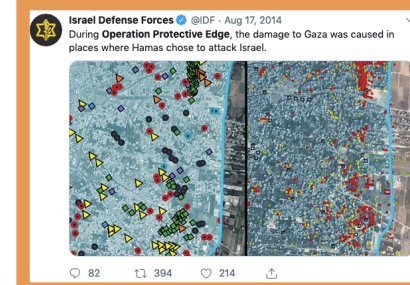 Israel Defense Forces @IDF · Aug 17, 2014
During Operation Protective Edge, the damage to Gaza was caused in
places where Hamas chose to attack Israel.
82 394 214